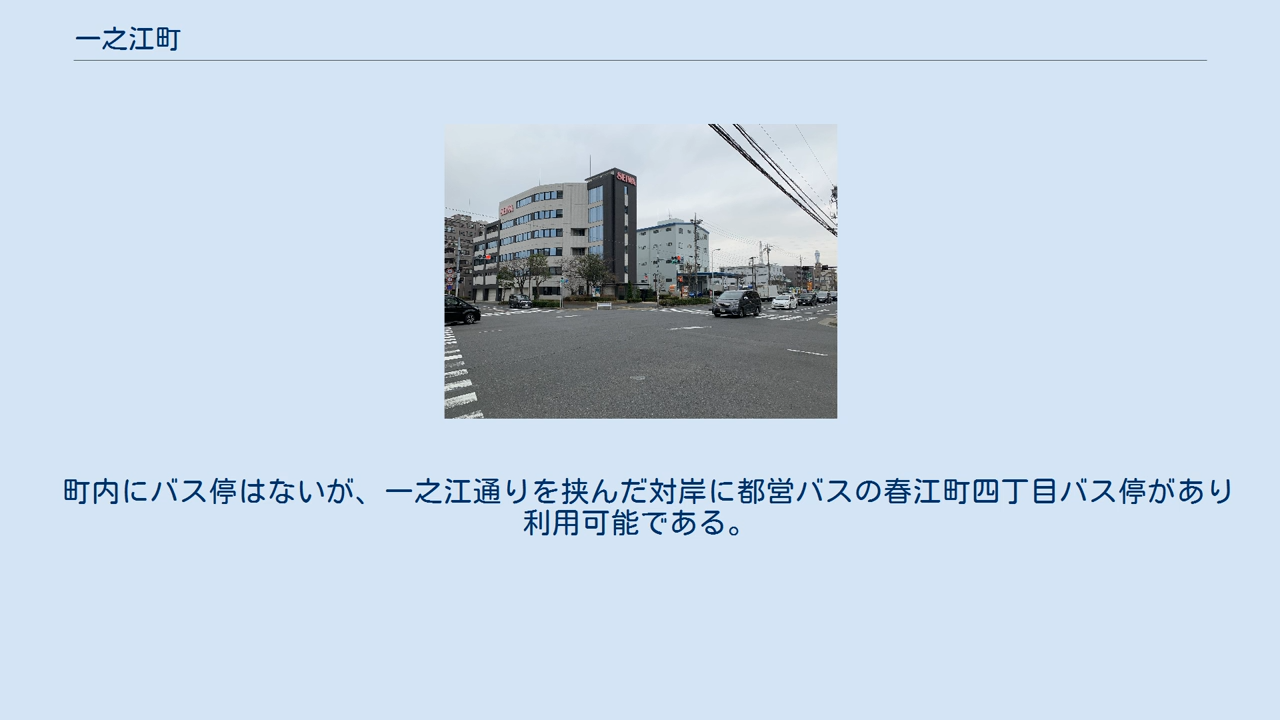 一之江町
SEIWA
SEIWA
町内にバス停はないが、一之江通りを挟んだ対岸に都営バスの春江町四丁目バス停があり
利用可能である。